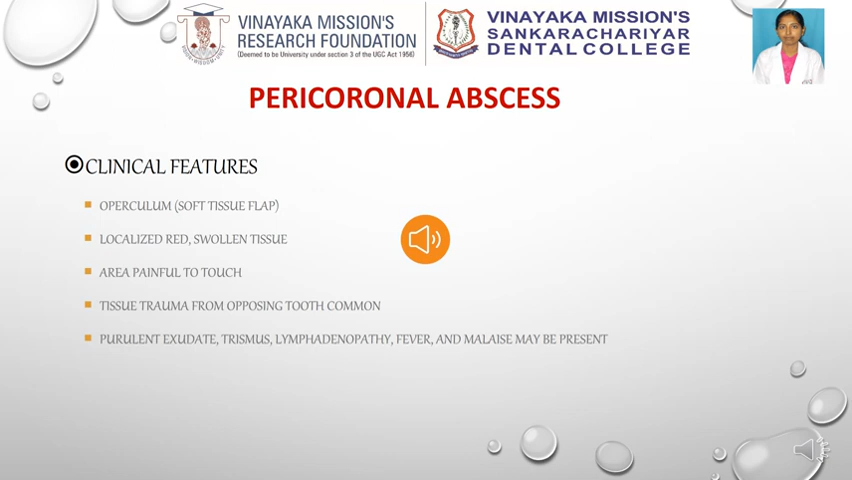 VINAYAKA MISSION'S
RESEARCH FOUNDATION
(Deemed to be University under section 3 of the UGC Act 1956)
VINAYAKA MISSION'S
SANKARACHARIYAR
DENTAL COLLEGE
PERICORONAL ABSCESS
CLINICAL FEATURES
OPERCULUM (SOFT TISSUE FLAP)
LOCALIZED RED, SWOLLEN TISSUE
AREA PAINFUL TO TOUCH
TISSUE TRAUMA FROM OPPOSING TOOTH COMMON
PURULENT EXUDATE, TRISMUS, LYMPHADENOPATHY, FEVER, AND MALAISE MAY BE PRESENT